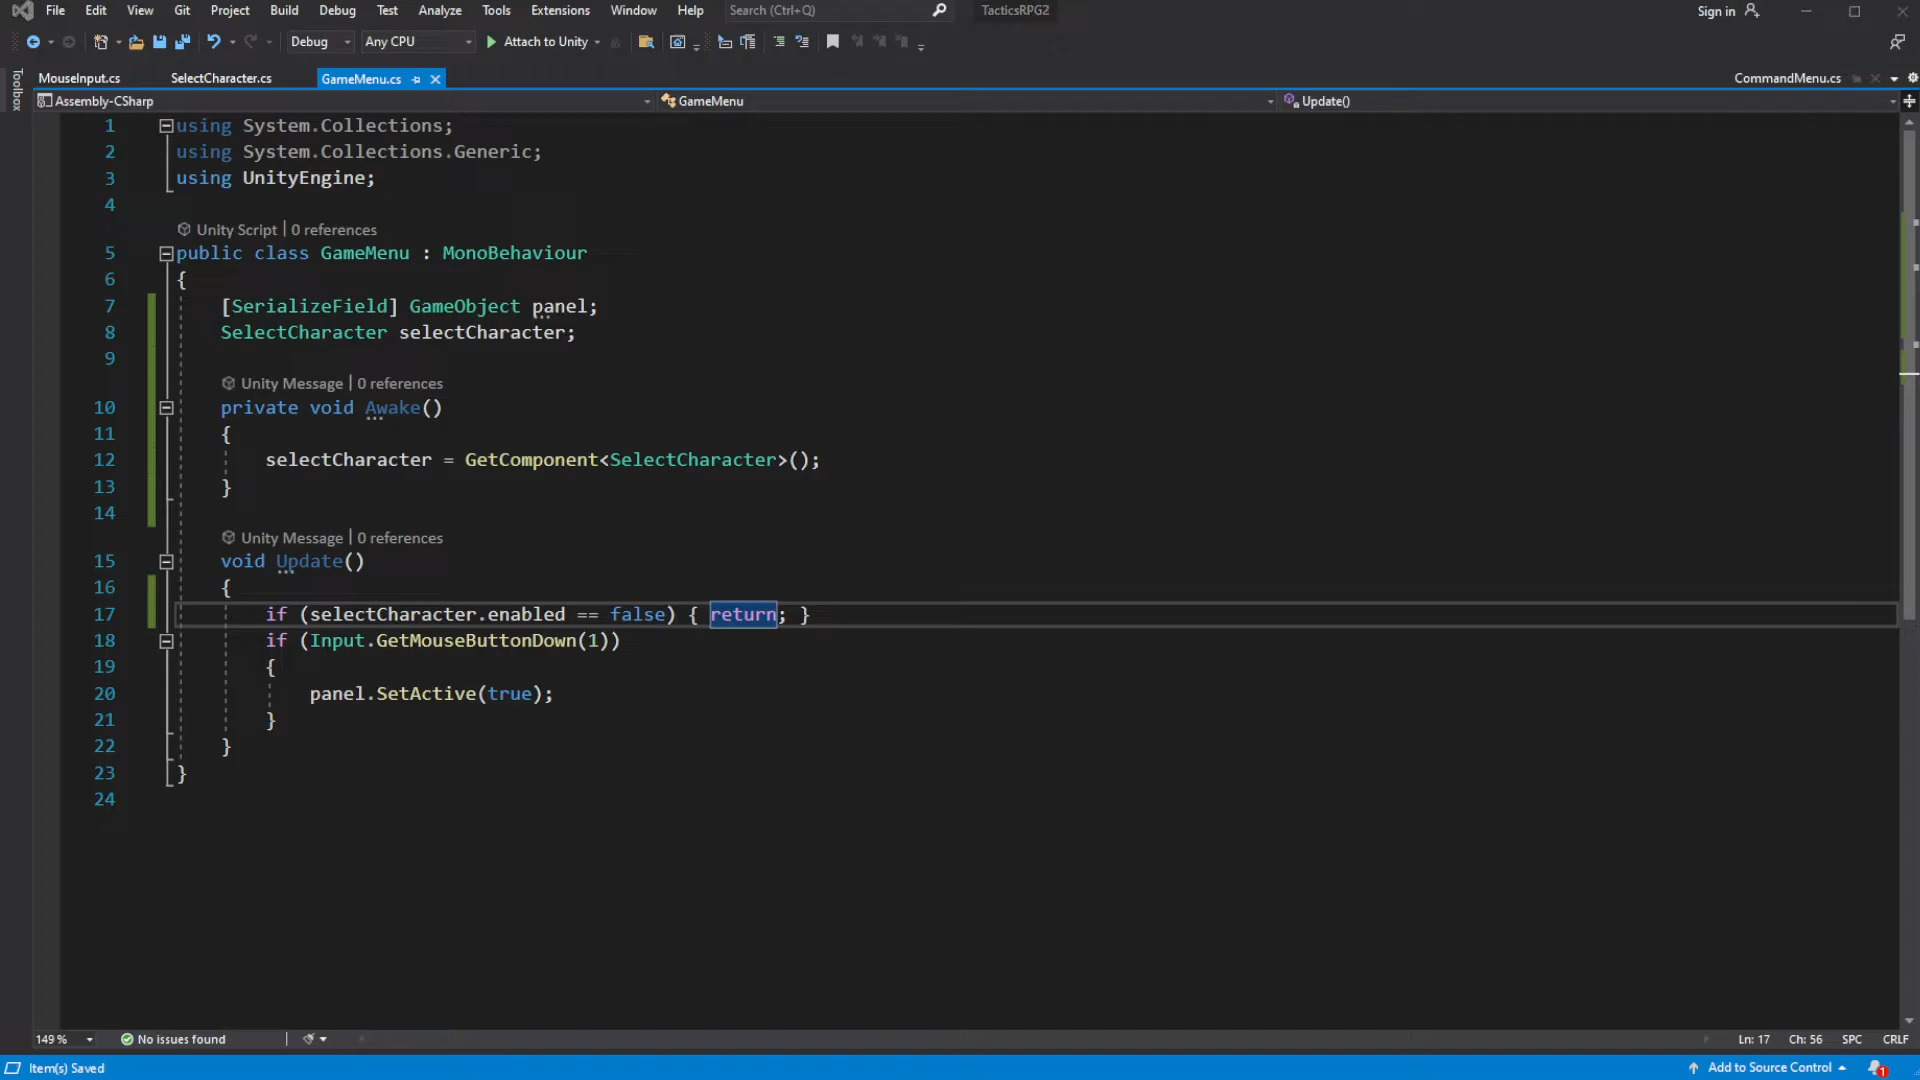 File Edit View Git Project Build Debug Test Analyze Tools Extensions Window Help Search (Ctrl+Q) TacticsRPG2 Sign in
Debug Any CPU Attach to Unity
Toolbox
MouseInput.cs SelectCharacter.cs GameMenu.cs CommandMenu.cs
Assembly-CSharp GameMenu Update()
1 using System.Collections;
2 using System.Collections.Generic;
3 using UnityEngine;
4
Unity Script | 0 references
5 public class GameMenu : MonoBehaviour
6 {
7 [SerializeField] GameObject panel;
8 SelectCharacter selectCharacter;
9
Unity Message | 0 references
10 private void Awake()
11 {
12 selectCharacter = GetComponent<SelectCharacter>();
13 }
14
Unity Message | 0 references
15 void Update()
16 {
17 if (selectCharacter.enabled == false) { return; }
18 if (Input.GetMouseButtonDown(1))
19 {
20 panel.SetActive(true);
21 }
22 }
23 }
24
149 % No issues found Ln: 17 Ch: 56 SPC CRLF
Item(s) Saved Add to Source Control 1